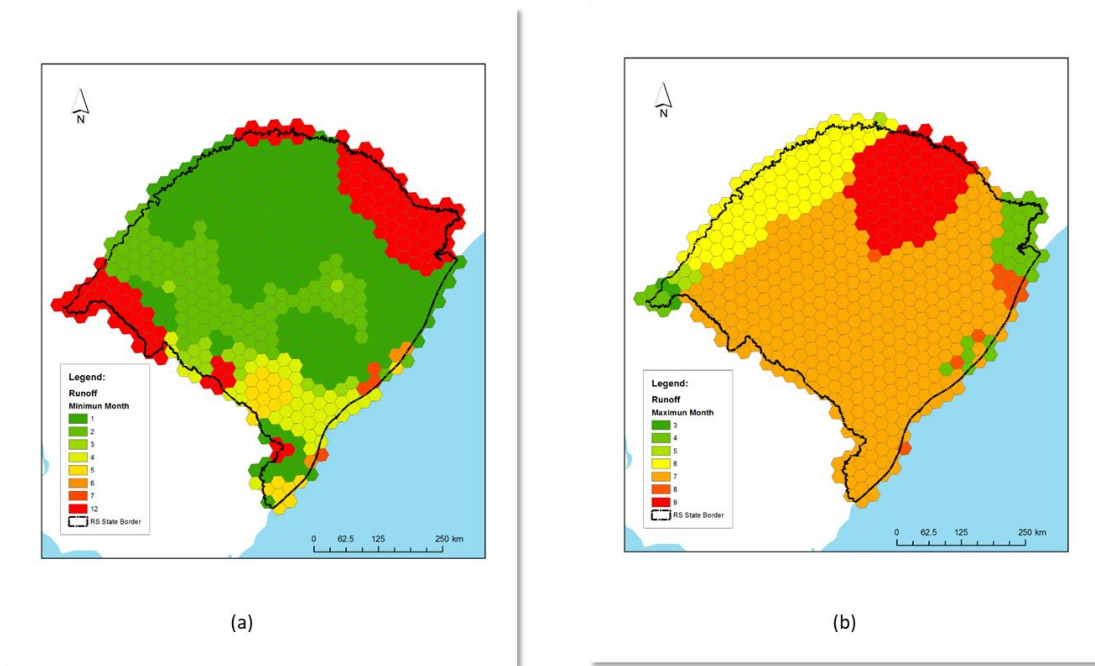 N
Legend:
Runoff
Minimun Month
1
2
3
4
5
6
7
12
RS State Border
0 62.5 125 250 km
(a)
N
Legend:
Runoff
Maximun Month
3
4
5
6
7
8
9
RS State Border
0 62.5 125 250 km
(b)